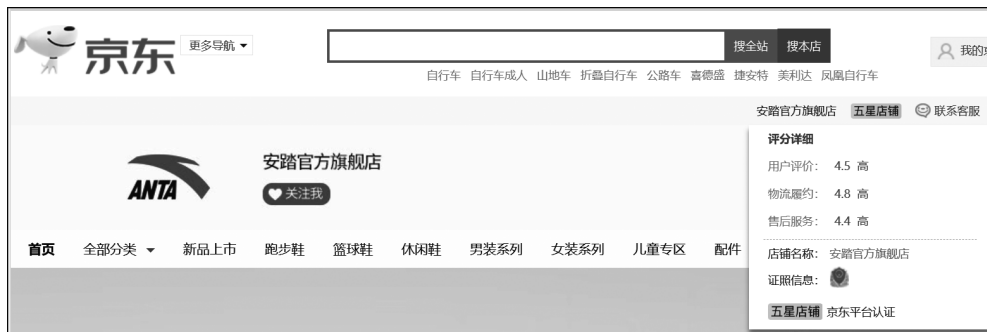 京东 更多导航 搜全站 搜本店
自行车 自行车成人 山地车 折叠自行车 公路车 喜德盛 捷安特 美利达 凤凰自行车
安踏官方旗舰店 五星店铺 联系客服
安踏官方旗舰店
ANTA
关注我
首页 全部分类 新品上市 跑步鞋 篮球鞋 休闲鞋 男装系列 女装系列 儿童专区 配件
评分详细
用户评价： 4.5 高
物流履约： 4.8 高
售后服务： 4.4 高
店铺名称： 安踏官方旗舰店
证照信息：
五星店铺 京东平台认证